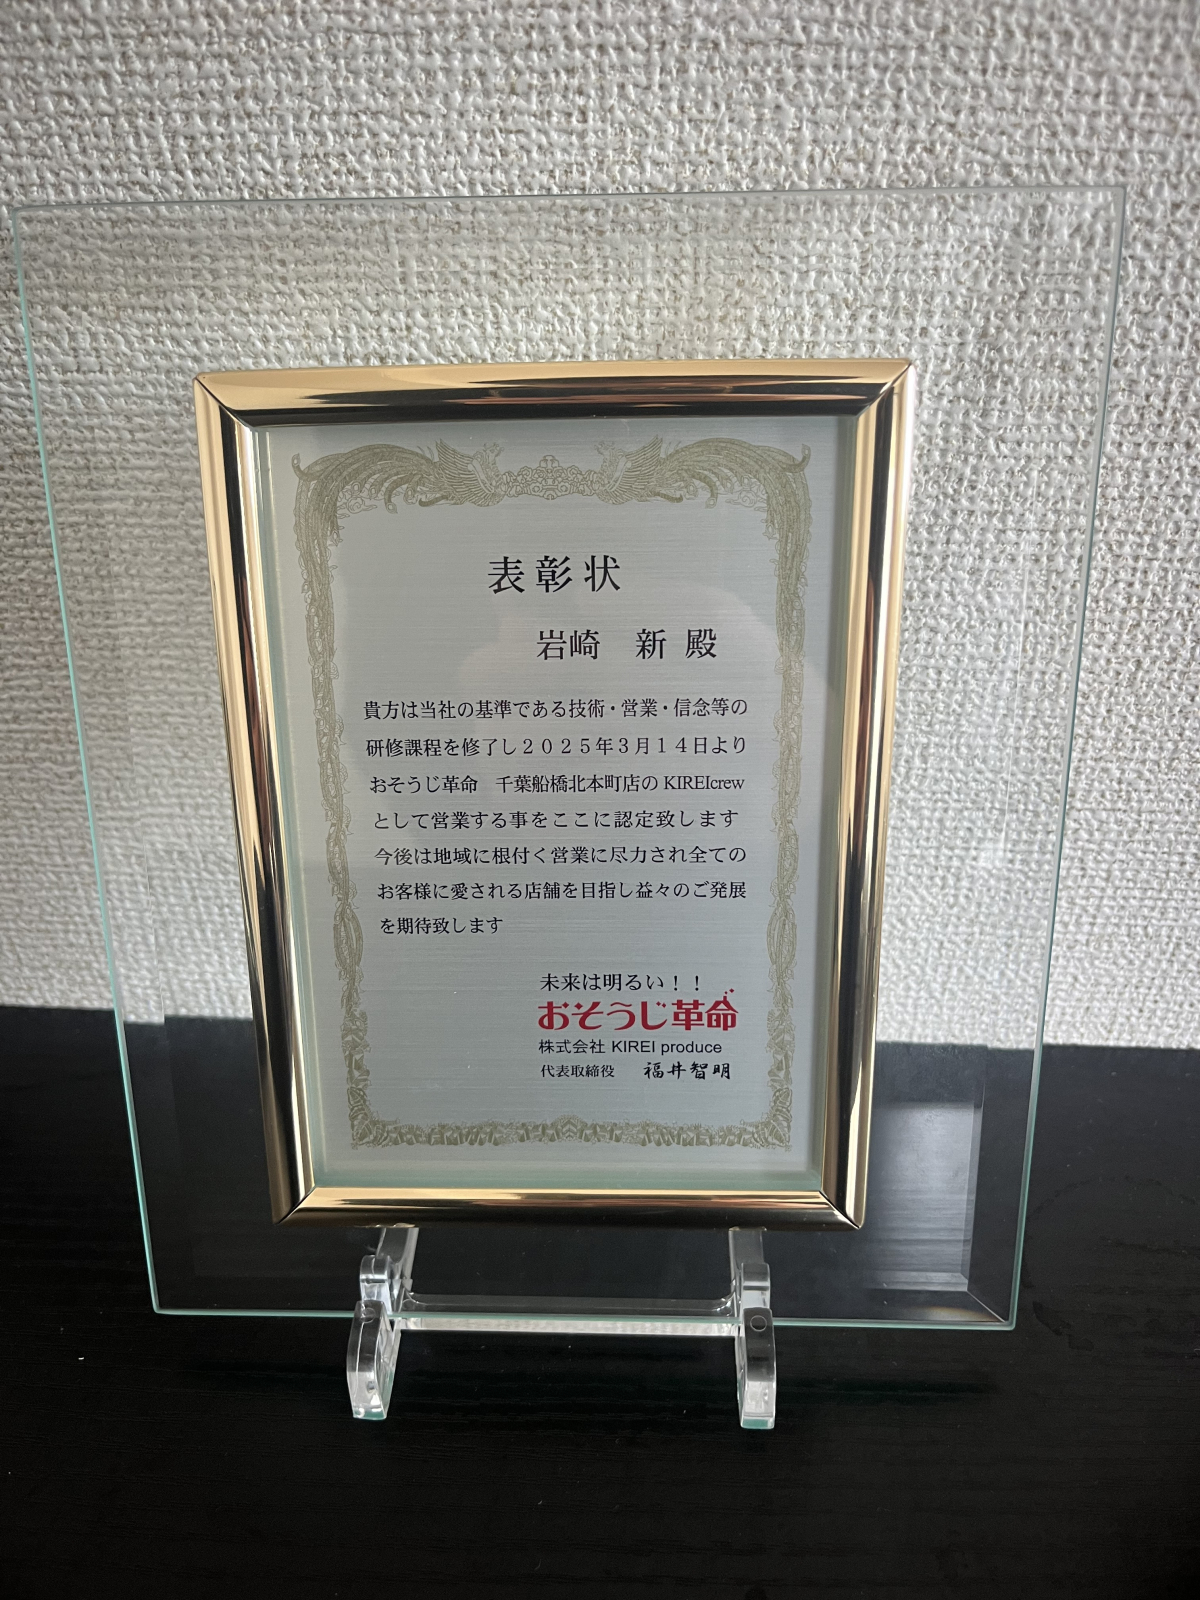 表彰状
岩崎　新 殿
貴方は当社の基準である技術・営業・信念等の
研修課程を修了し２０２５年３月１４日より
おそうじ革命　千葉船橋北本町店の KIREIcrew
として営業する事をここに認定致します
今後は地域に根付く営業に尽力され全ての
お客様に愛される店舗を目指し益々のご発展
を期待致します
未来は明るい！！
おそうじ革命
株式会社 KIREI produce
代表取締役　福井智明